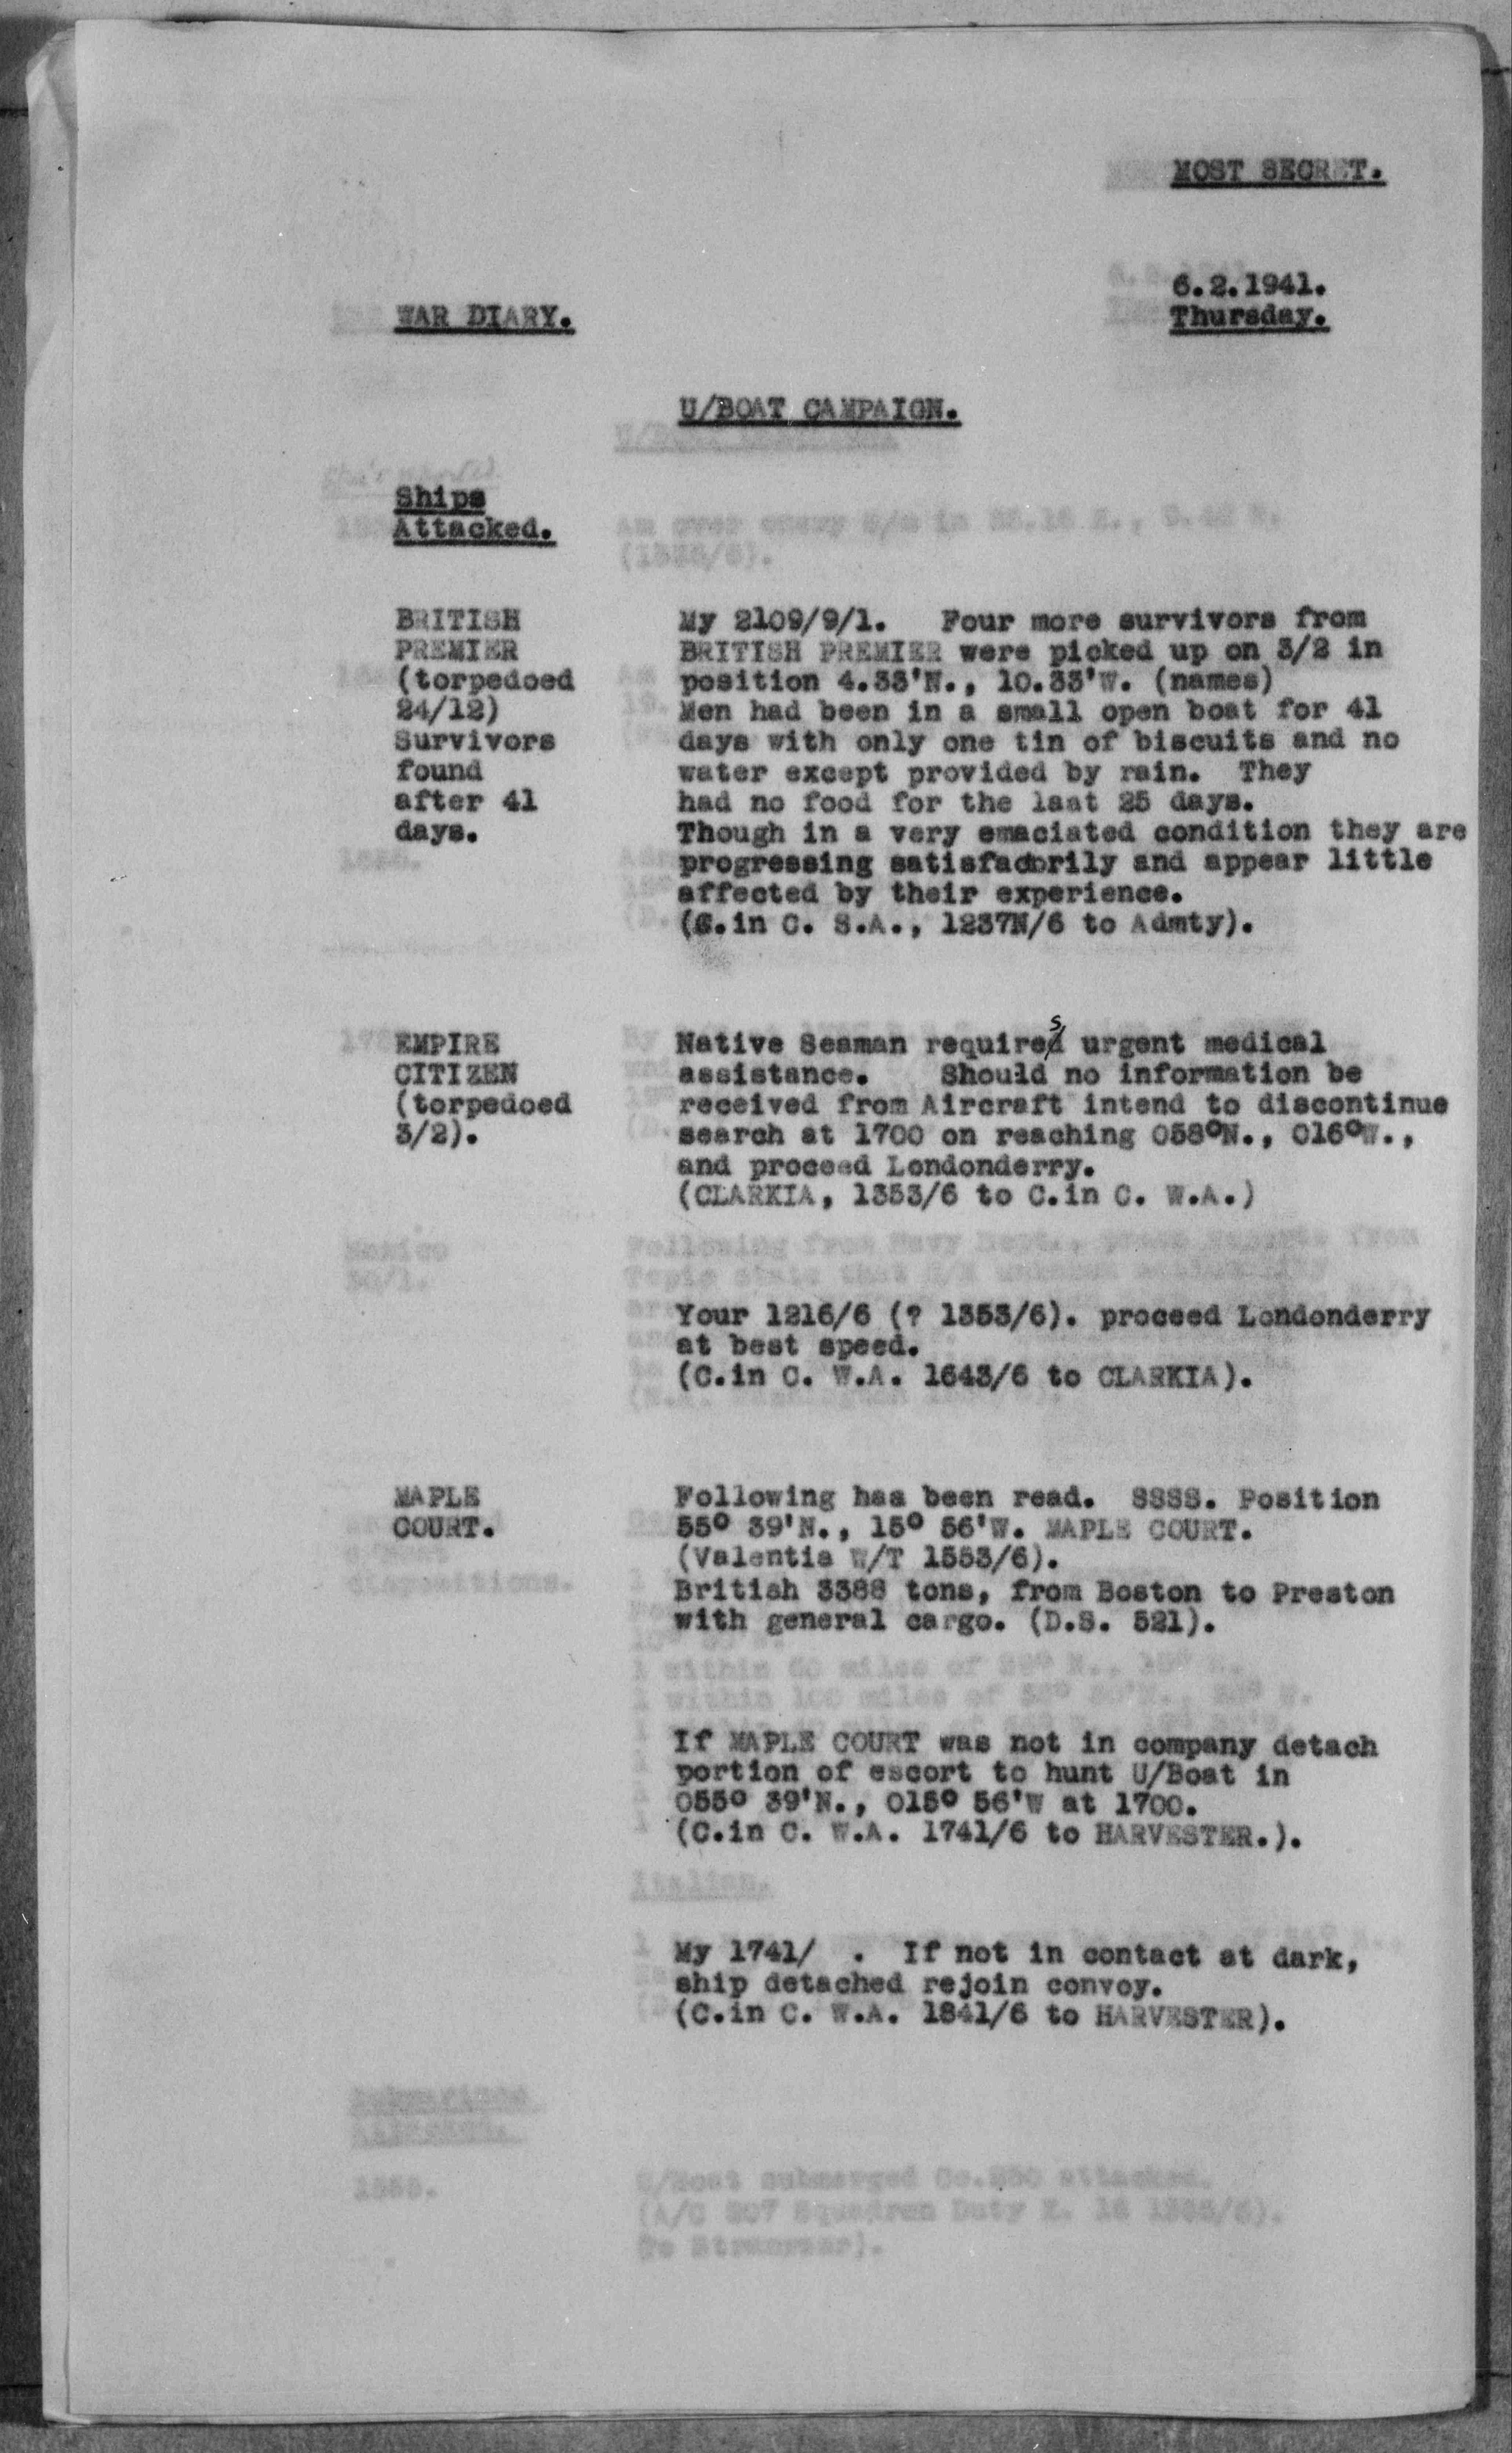 MOST SECRET.
6.2.1941.
WAR DIARY.
Thursday.
U/BOAT CAMPAIGN.
Ships
Attacked.
BRITISH
PREMIER
(torpedoed
24/12)
Survivors
found
after 41
days.
My 2109/9/1. Four more survivors from
BRITISH PREMIER were picked up on 3/2 in
position 4.33'N., 10.33'W. (names)
Men had been in a small open boat for 41
days with only one tin of biscuits and no
water except provided by rain. They
had no food for the last 25 days.
Though in a very emaciated condition they are
progressing satisfactorily and appear little
affected by their experience.
(C.in C. S.A., 1237N/6 to Admty).
EMPIRE
CITIZEN
(torpedoed
3/2).
Native Seaman requires urgent medical
assistance. Should no information be
received from Aircraft intend to discontinue
search at 1700 on reaching 058ºN., 016ºW.,
and proceed Londonderry.
(CLARKIA, 1353/6 to C.in C. W.A.)
Your 1216/6 (? 1353/6). proceed Londonderry
at best speed.
(C.in C. W.A. 1643/6 to CLARKIA).
MAPLE
COURT.
Following has been read. SSSS. Position
55º 39'N., 15º 56'W. MAPLE COURT.
(Valentia W/T 1553/6).
British 3388 tons, from Boston to Preston
with general cargo. (D.S. 521).
If MAPLE COURT was not in company detach
portion of escort to hunt U/Boat in
055º 39'N., 015º 56'W at 1700.
(C.in C. W.A. 1741/6 to HARVESTER.).
My 1741/ . If not in contact at dark,
ship detached rejoin convoy.
(C.in C. W.A. 1841/6 to HARVESTER).